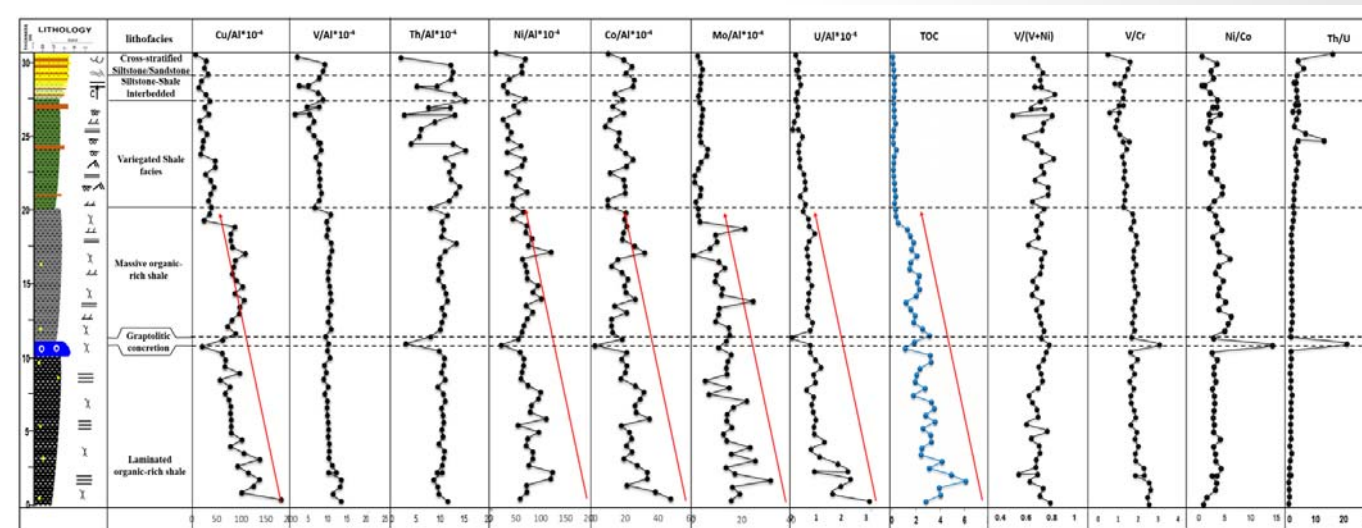 LITHOLOGY
lithofacies
Cu/Al*10⁻⁴
V/Al*10⁻⁴
Th/Al*10⁻⁴
Ni/Al*10⁻⁴
Co/Al*10⁻⁴
Mo/Al*10⁻⁴
U/Al*10⁻⁴
TOC
V/(V+Ni)
V/Cr
Ni/Co
Th/U
30
25
20
15
10
5
Cross-stratified
Siltstone/Sandstone
Siltstone-Shale
interbedded
Variegated Shale
facies
Massive organic-
rich shale
Graptolitic
concretion
Laminated
organic-rich shale
0 50 100 150 200
0 5 10 15 20 25
0 5 10 15 20
0 50 100 150
0 20 40
20 40
0 1 2 3
0 2 4 6
0.4 0.6 0.8 1
0 1 2 4
0 5 10 15
10 20